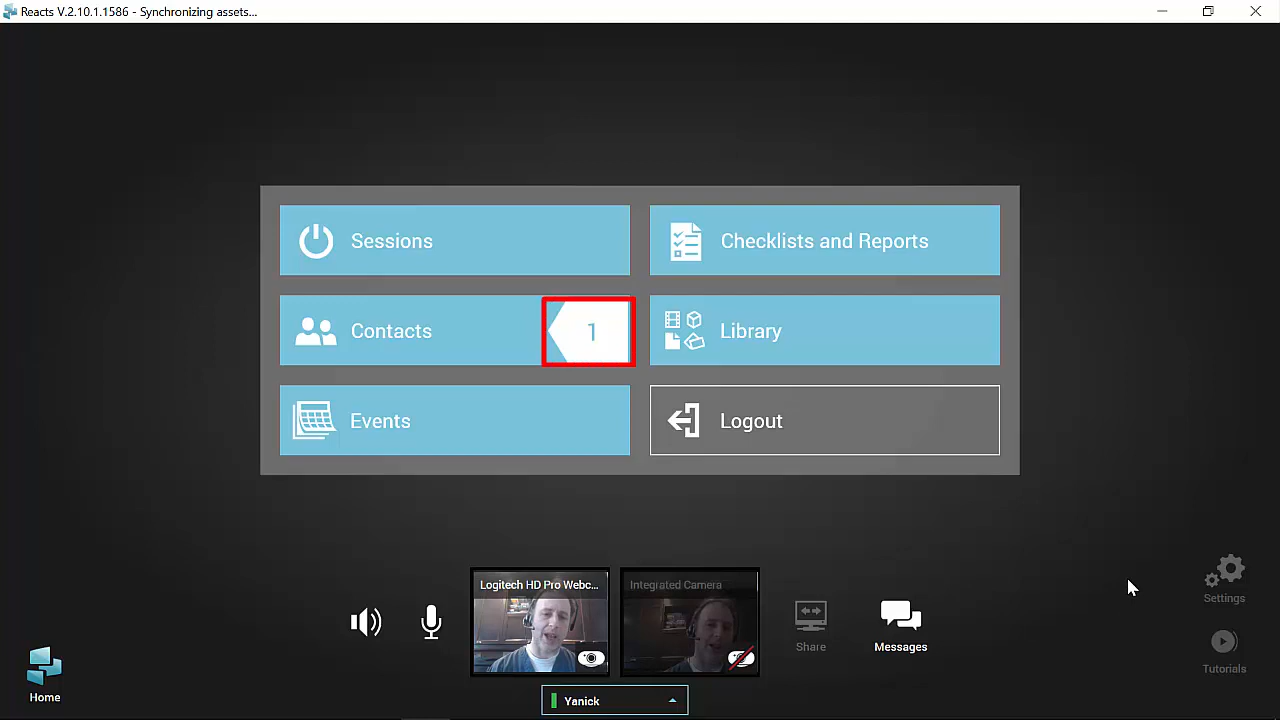 Reacts V.2.10.1.1586 - Synchronizing assets...
Sessions
Checklists and Reports
Contacts
1
Library
Events
Logout
Logitech HD Pro Webc...
Integrated Camera
Settings
Share
Messages
Tutorials
Home
Yanick